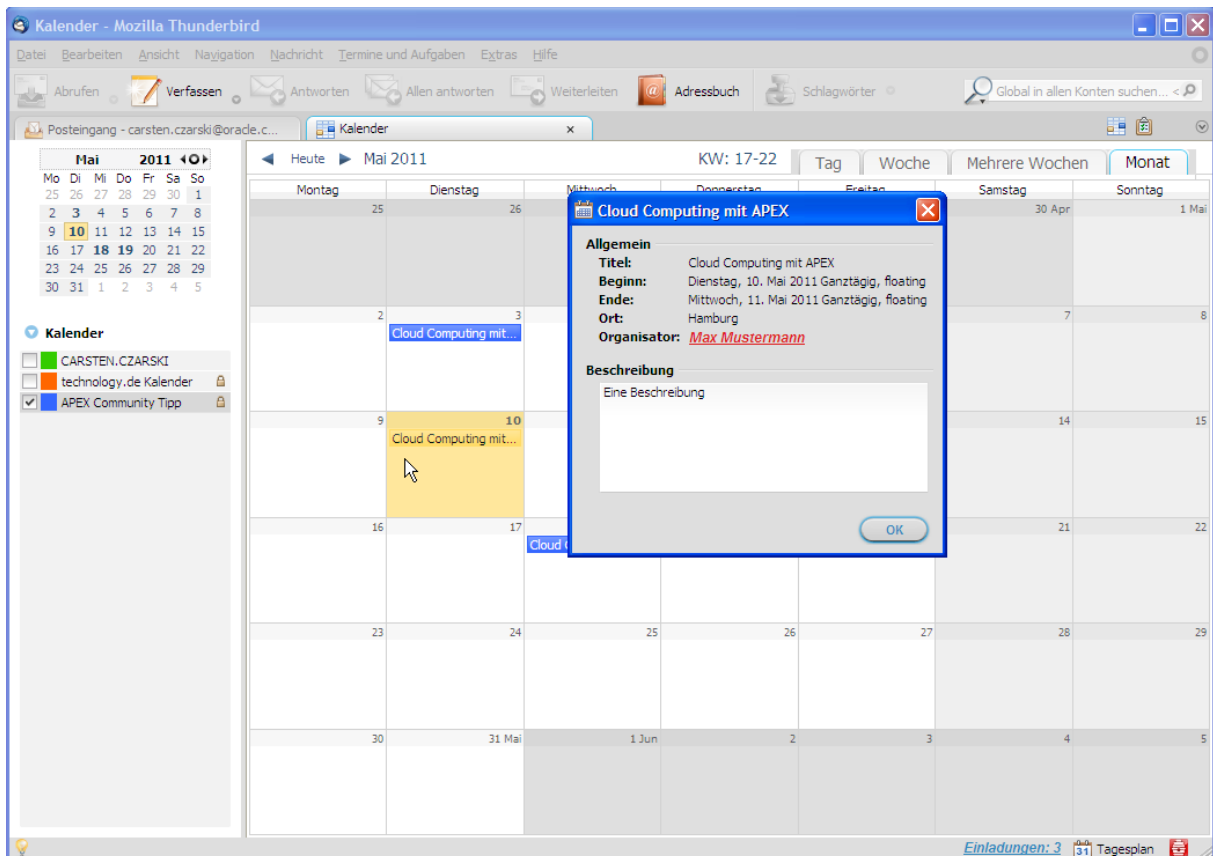 Kalender - Mozilla Thunderbird
Datei Bearbeiten Ansicht Navigation Nachricht Termine und Aufgaben Extras Hilfe
Abrufen Verfassen Antworten Allen antworten Weiterleiten Adressbuch Schlagwörter Global in allen Konten suchen... <
Posteingang - carsten.czarski@oracle.c... Kalender x
Mai 2011
Mo Di Mi Do Fr Sa So
25 26 27 28 29 30 1
2 3 4 5 6 7 8
9 10 11 12 13 14 15
16 17 18 19 20 21 22
23 24 25 26 27 28 29
30 31 1 2 3 4 5
Kalender
CARSTEN.CZARSKI
technology.de Kalender
APEX Community Tipp
Heute Mai 2011 KW: 17-22 Tag Woche Mehrere Wochen Monat
Montag Dienstag Mittwoch Donnerstag Freitag Samstag Sonntag
25 26 30 Apr 1 Mai
2 3 7 8
Cloud Computing mit...
9 10 14 15
Cloud Computing mit...
16 17 21 22
Cloud
23 24 25 26 27 28 29
30 31 Mai 1 Jun 2 3 4 5
Cloud Computing mit APEX
Allgemein
Titel: Cloud Computing mit APEX
Beginn: Dienstag, 10. Mai 2011 Ganztägig, floating
Ende: Mittwoch, 11. Mai 2011 Ganztägig, floating
Ort: Hamburg
Organisator: Max Mustermann
Beschreibung
Eine Beschreibung
OK
Einladungen: 3 31 Tagesplan